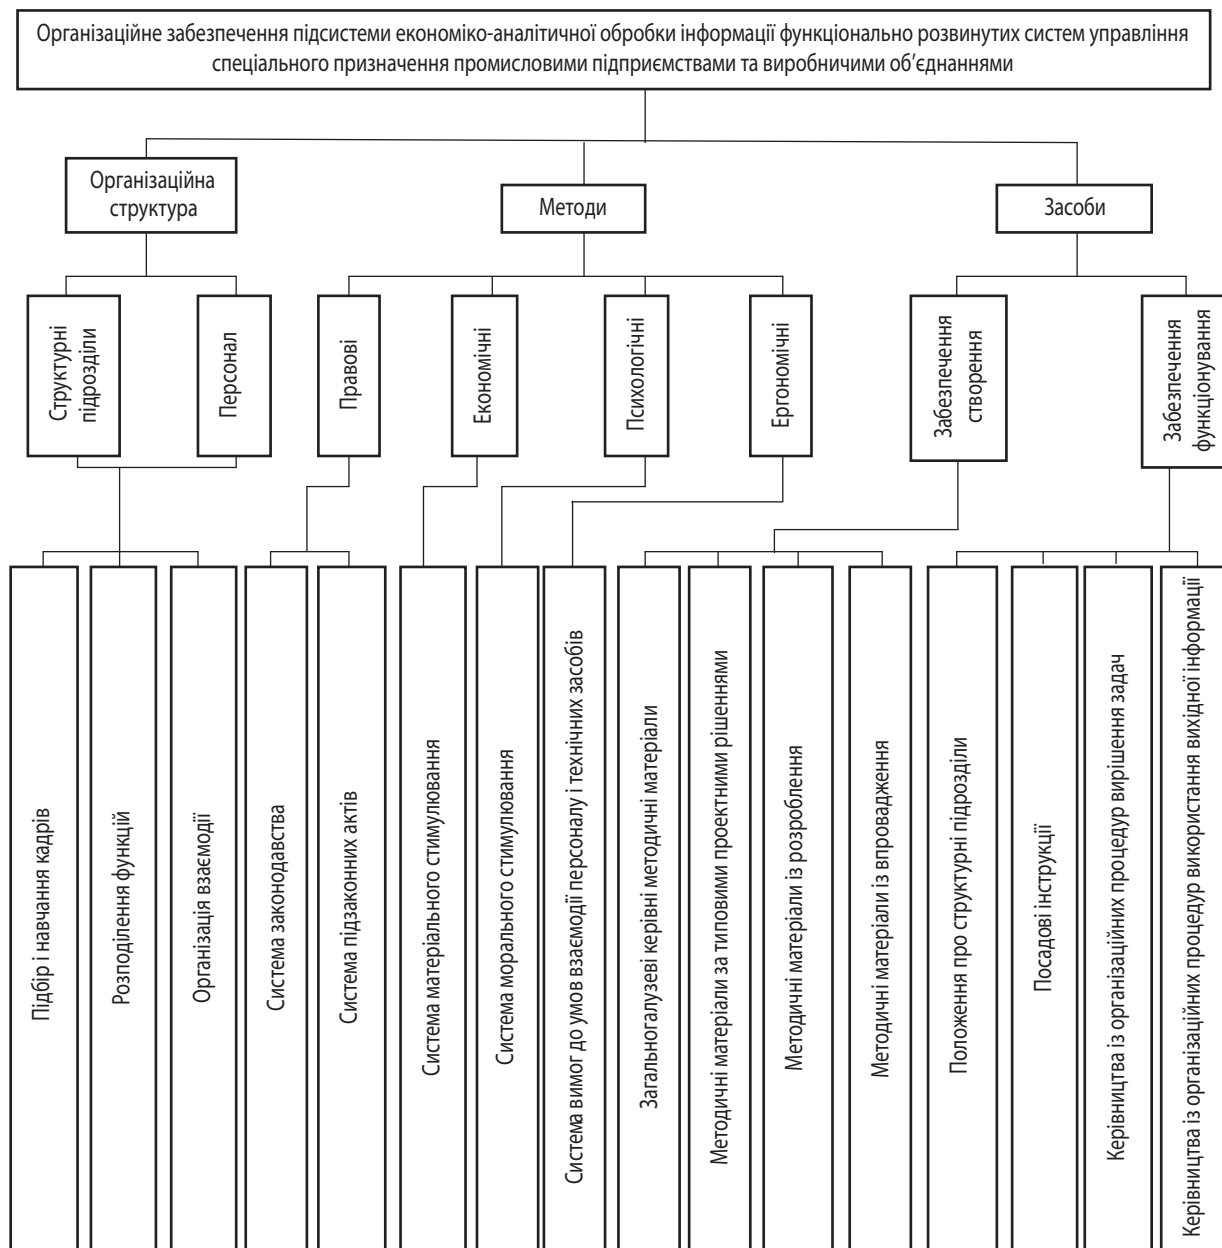 Організаційне забезпечення підсистеми економіко-аналітичної обробки інформації функціонально розвинутих систем управління
спеціального призначення промисловими підприємствами та виробничими об’єднаннями
Організаційна
структура
Методи
Засоби
Структурні
підрозділи
Персонал
Правові
Економічні
Психологічні
Ергономічні
Забезпечення
створення
Забезпечення
функціонування
Підбір і навчання кадрів
Розподілення функцій
Організація взаємодії
Система законодавства
Система підзаконних актів
Система матеріального стимулювання
Система морального стимулювання
Система вимог до умов взаємодії персоналу і технічних засобів
Загальногалузеві керівні методичні матеріали
Методичні матеріали за типовими проектними рішеннями
Методичні матеріали із розроблення
Методичні матеріали із впровадження
Положення про структурні підрозділи
Посадові інструкції
Керівництва із організаційних процедур вирішення задач
Керівництва із організаційних процедур використання вихідної інформації